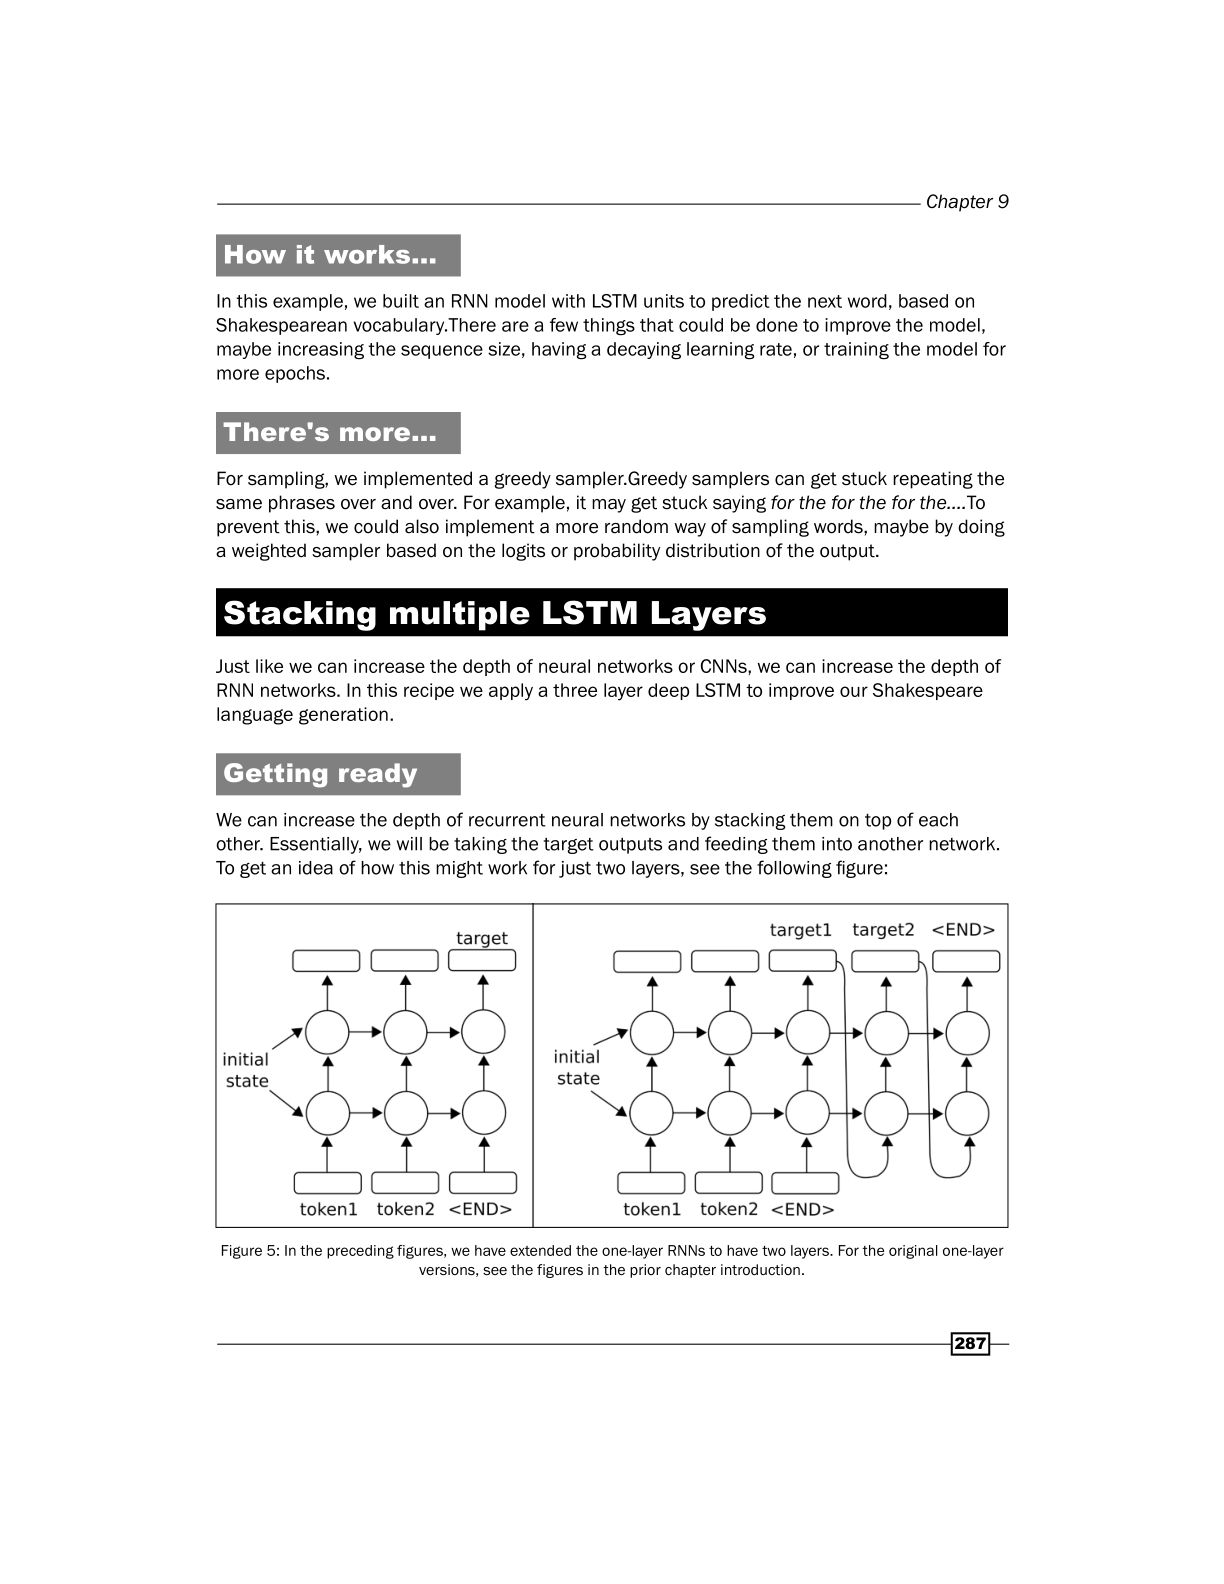 Chapter 9
How it works…
In this example, we built an RNN model with LSTM units to predict the next word, based on
Shakespearean vocabulary.There are a few things that could be done to improve the model,
maybe increasing the sequence size, having a decaying learning rate, or training the model for
more epochs.
There's more…
For sampling, we implemented a greedy sampler.Greedy samplers can get stuck repeating the
same phrases over and over. For example, it may get stuck saying for the for the for the....To
prevent this, we could also implement a more random way of sampling words, maybe by doing
a weighted sampler based on the logits or probability distribution of the output.
Stacking multiple LSTM Layers
Just like we can increase the depth of neural networks or CNNs, we can increase the depth of
RNN networks. In this recipe we apply a three layer deep LSTM to improve our Shakespeare
language generation.
Getting ready
We can increase the depth of recurrent neural networks by stacking them on top of each
other. Essentially, we will be taking the target outputs and feeding them into another network.
To get an idea of how this might work for just two layers, see the following figure:
target
initial
state
token1 token2 <END>
target1 target2 <END>
initial
state
token1 token2 <END>
Figure 5: In the preceding figures, we have extended the one-layer RNNs to have two layers. For the original one-layer
versions, see the figures in the prior chapter introduction.
287